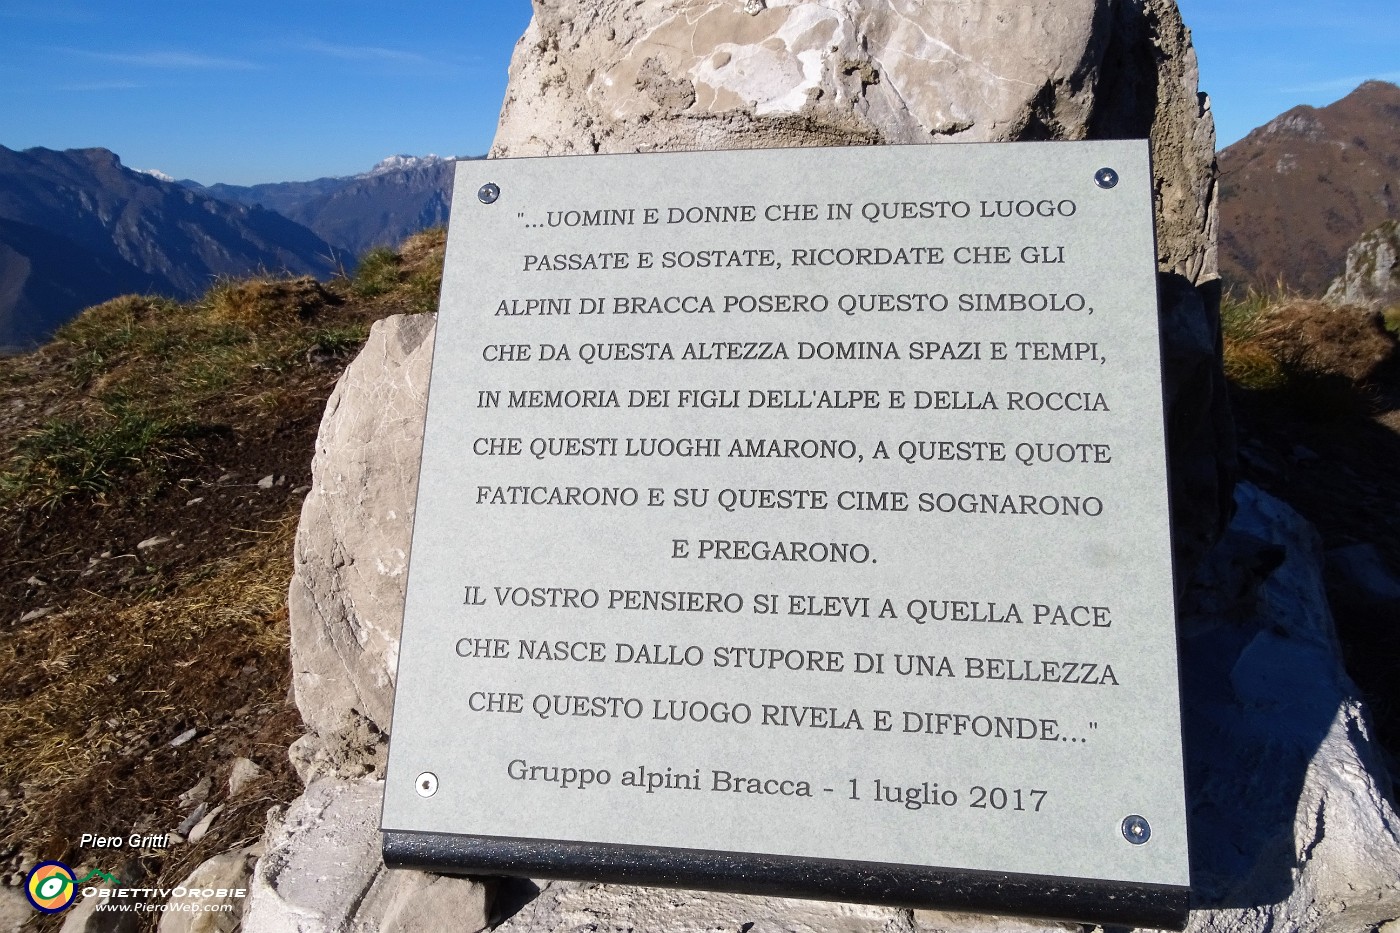 "...UOMINI E DONNE CHE IN QUESTO LUOGO
PASSATE E SOSTATE, RICORDATE CHE GLI
ALPINI DI BRACCA POSERO QUESTO SIMBOLO,
CHE DA QUESTA ALTEZZA DOMINA SPAZI E TEMPI,
IN MEMORIA DEI FIGLI DELL'ALPE E DELLA ROCCIA
CHE QUESTI LUOGHI AMARONO, A QUESTE QUOTE
FATICARONO E SU QUESTE CIME SOGNARONO
E PREGARONO.
IL VOSTRO PENSIERO SI ELEVI A QUELLA PACE
CHE NASCE DALLO STUPORE DI UNA BELLEZZA
CHE QUESTO LUOGO RIVELA E DIFFONDE..."
Gruppo alpini Bracca - 1 luglio 2017
Piero Gritti
OBIETTIVOROBIE
www.PieroWeb.com